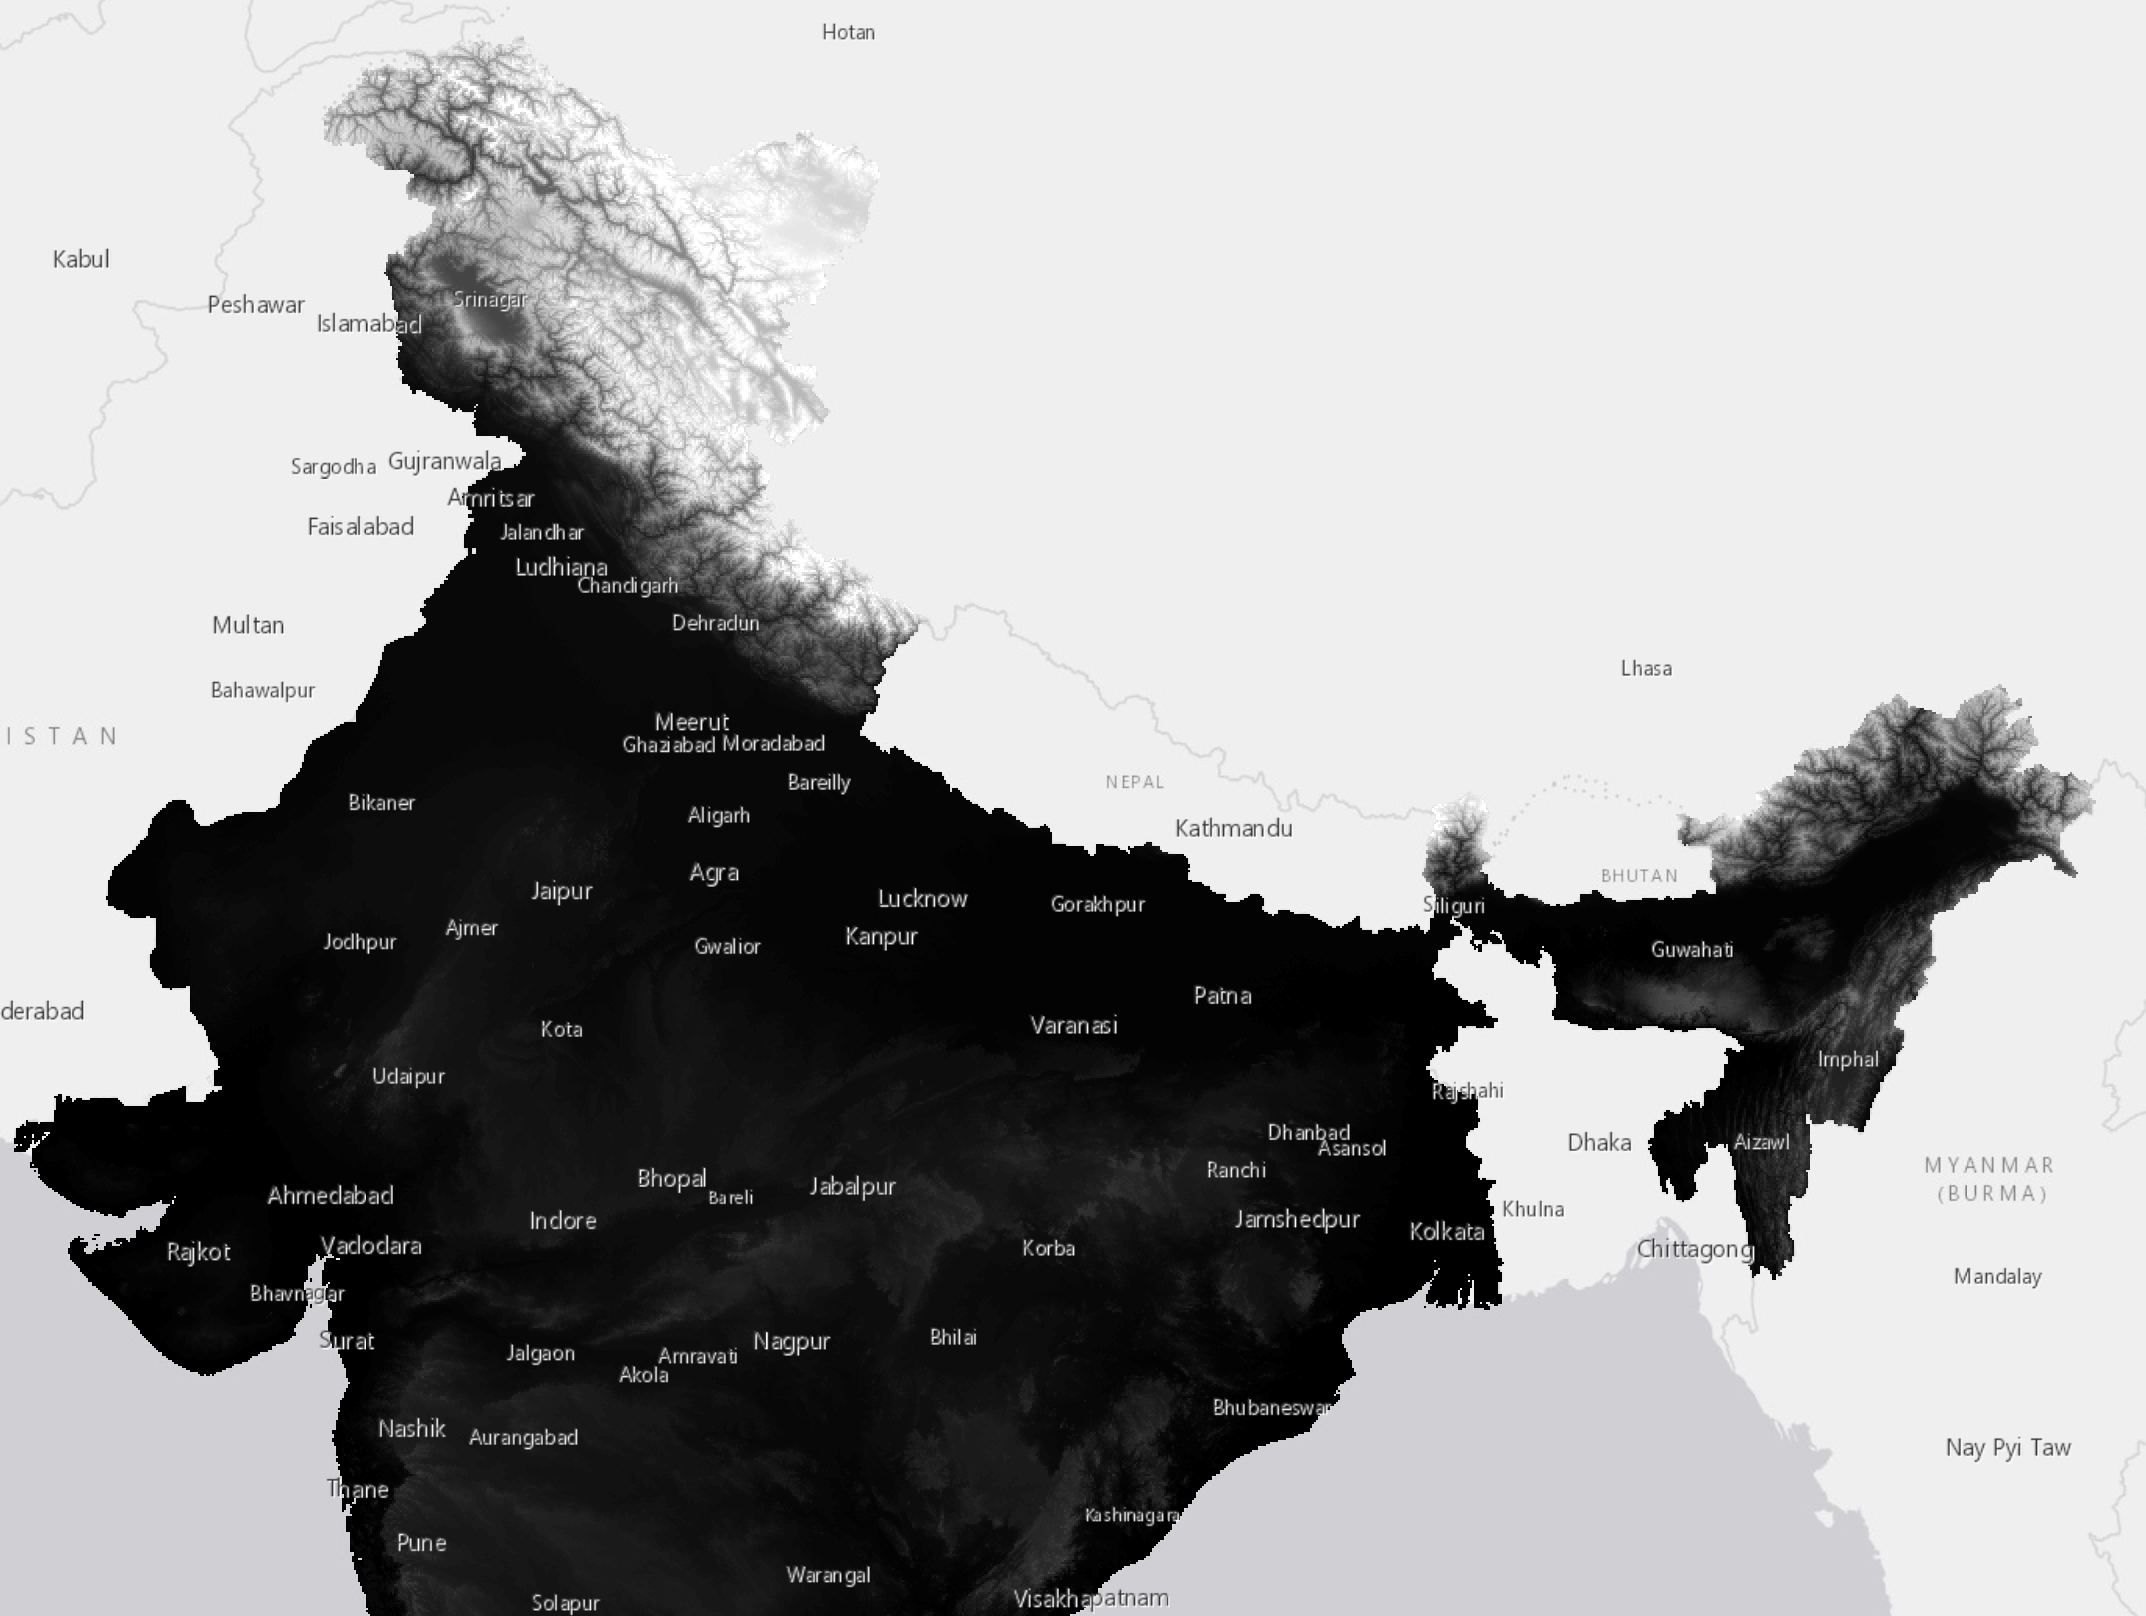 Hotan
Kabul
Peshawar
Srinagar
Islamabad
Sargodha
Gujranwala
Amritsar
Faisalabad
Jalandhar
Ludhiana
Chandigarh
Multan
Dehradun
Lhasa
Bahawalpur
ISTAN
Meerut
Ghaziabad
Moradabad
Bareilly
NEPAL
Bikaner
Aligarh
Kathmandu
Agra
BHUTAN
Jaipur
Lucknow
Gorakhpur
Siliguri
Ajmer
Jodhpur
Gwalior
Kanpur
Guwahati
Patna
derabad
Kota
Varanasi
Imphal
Udaipur
Rajshahi
Dhanbad
Asansol
Dhaka
Aizawl
Ranchi
MYANMAR
(BURMA)
Bhopal
Bareli
Jabalpur
Ahmedabad
Indore
Jamshedpur
Kolkata
Khulna
Rajkot
Vadodara
Korba
Chittagong
Mandalay
Bhavnagar
Surat
Jalgaon
Amravati
Nagpur
Bhilai
Akola
Bhubaneswar
Nashik
Aurangabad
Nay Pyi Taw
Thane
Kashinagara
Pune
Warangal
Solapur
Visakhapatnam